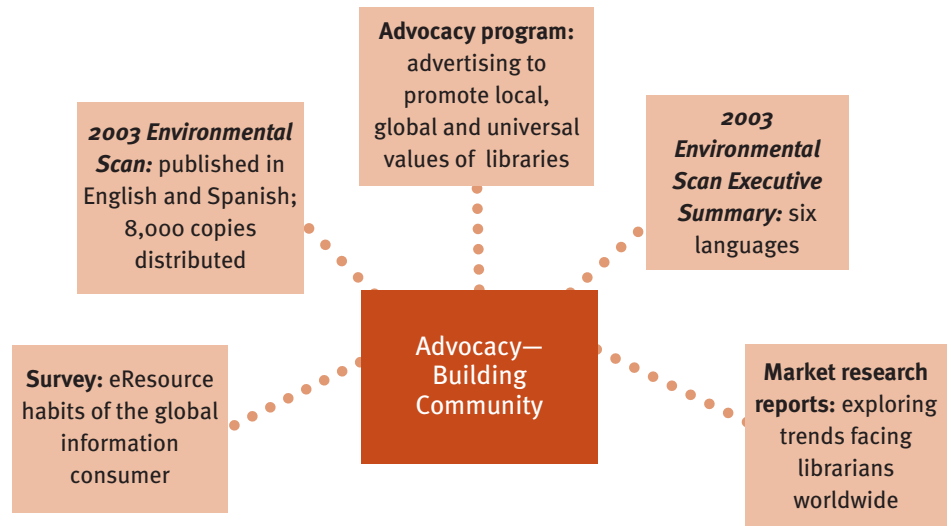 Advocacy program:
advertising to
promote local,
global and universal
values of libraries
2003 Environmental
Scan: published in
English and Spanish;
8,000 copies
distributed
2003
Environmental
Scan Executive
Summary: six
languages
Advocacy—
Building
Community
Survey: eResource
habits of the global
information
consumer
Market research
reports: exploring
trends facing
librarians
worldwide